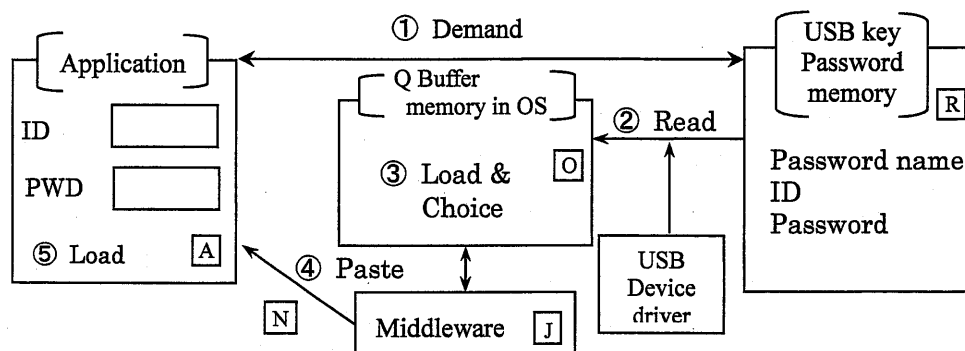 ① Demand
Application
ID
PWD
⑤ Load
A
Q Buffer
memory in OS
③ Load &
Choice
O
② Read
USB key
Password
memory
R
Password name
ID
Password
USB
Device
driver
④ Paste
N
Middleware
J